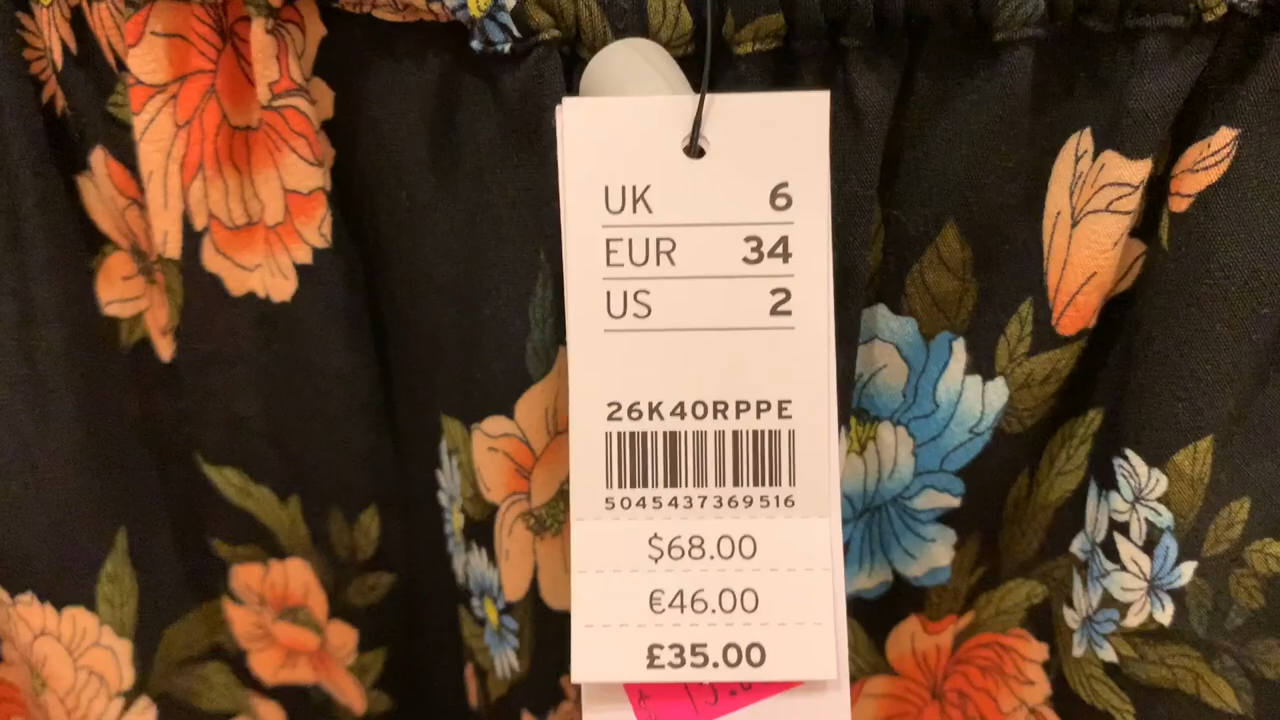 UK 6
EUR 34
US 2
26K40RPPE
5045437369516
$68.00
€46.00
£35.00